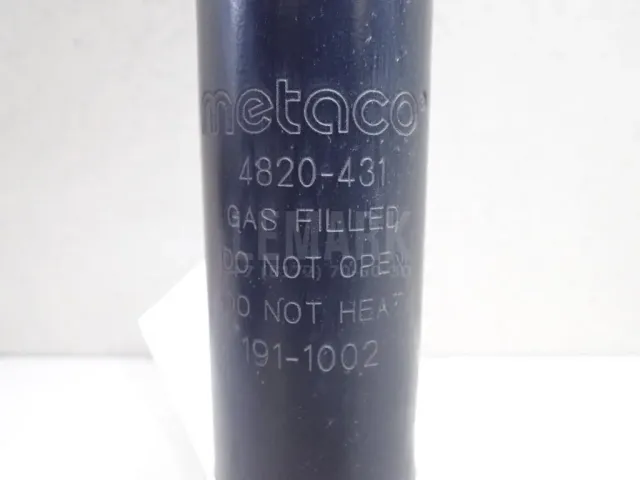 metaco
4820-431
GAS FILLED
DO NOT OPEN
DO NOT HEAT
191-1002